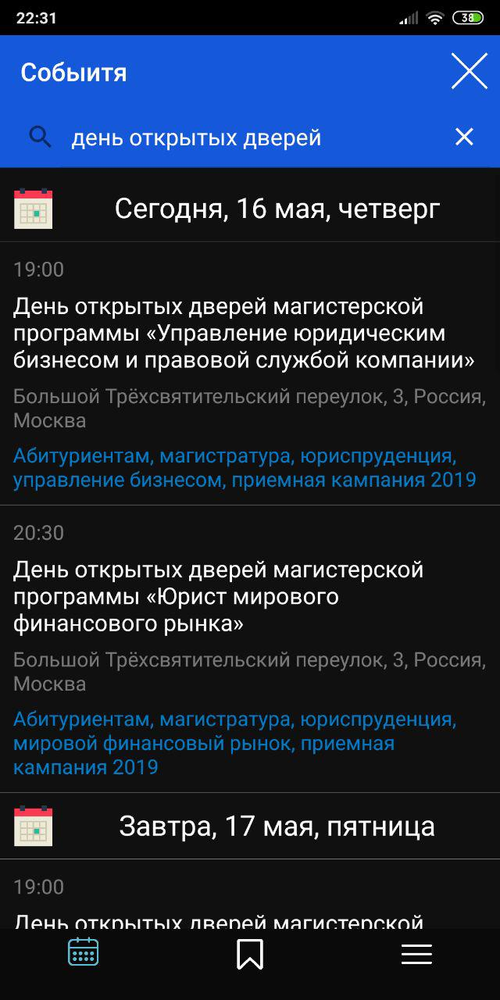 22:31
38
Собыитя
день открытых дверей
Сегодня, 16 мая, четверг
19:00
День открытых дверей магистерской
программы «Управление юридическим
бизнесом и правовой службой компании»
Большой Трёхсвятительский переулок, 3, Россия,
Москва
Абитуриентам, магистратура, юриспруденция,
управление бизнесом, приемная кампания 2019
20:30
День открытых дверей магистерской
программы «Юрист мирового
финансового рынка»
Большой Трёхсвятительский переулок, 3, Россия,
Москва
Абитуриентам, магистратура, юриспруденция,
мировой финансовый рынок, приемная
кампания 2019
Завтра, 17 мая, пятница
19:00
День открытых дверей магистерской